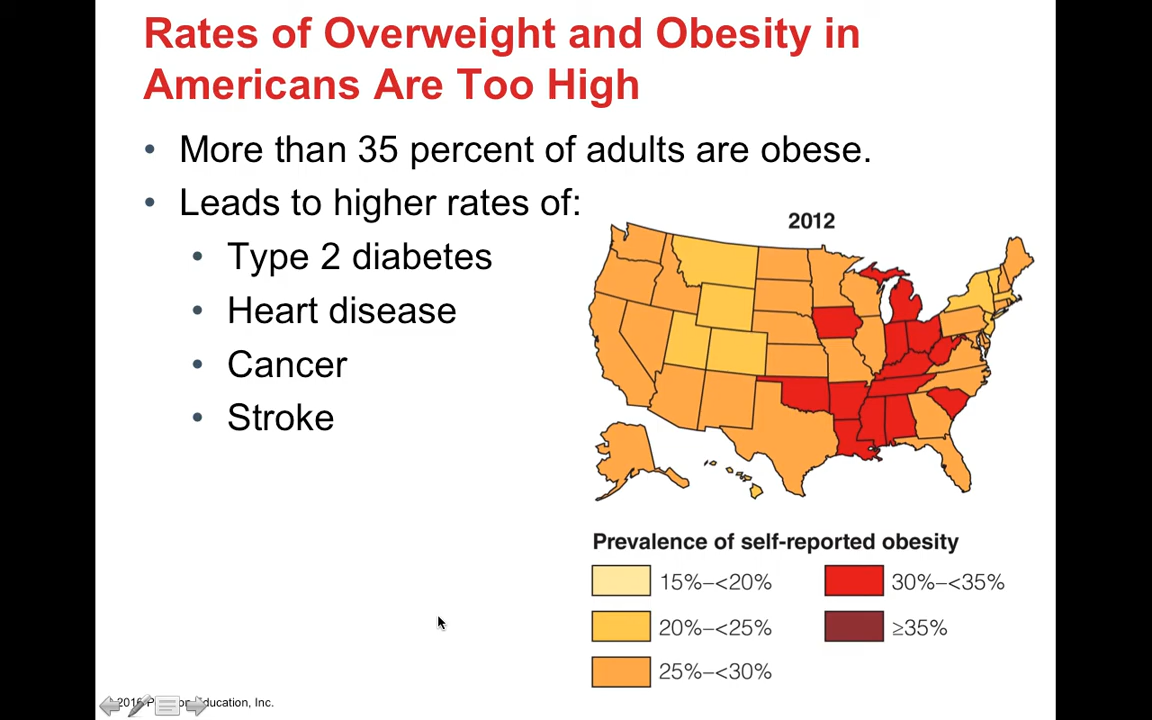 Rates of Overweight and Obesity in
Americans Are Too High
• More than 35 percent of adults are obese.
• Leads to higher rates of:
• Type 2 diabetes
• Heart disease
• Cancer
• Stroke
2012
Prevalence of self-reported obesity
15%–<20%
20%–<25%
25%–<30%
30%–<35%
≥35%
2016 Education, Inc.